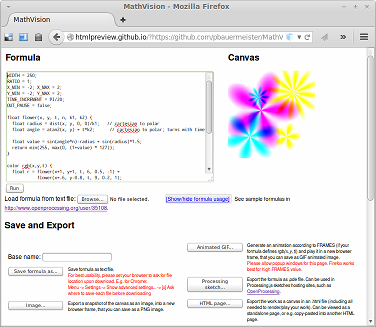 MathVision - Mozilla Firefox
MathVision
htmlpreview.github.io/?https://github.com/pbauermeister/MathV
Formula
Canvas
WIDTH = 250;
RATIO = 1;
X_MIN = -2; X_MAX = 2;
Y_MIN = -2; Y_MAX = 2;
TIME_INCREMENT = PI/20;
OUT_PAUSE = false;
float flower(x, y, t, n, k1, k2) {
float radius = dist(x, y, 0, 0)/k1; // cartesian to polar
float angle = atan2(x, y) + t*k2; // cartesian to polar; turns with time
float value = sin(angle*n)-radius + sin(radius)*1.5;
return min(255, max(0, (1+value) * 127));
}
color rgb(x,y,t) {
float r = flower(x+1, y+1, t, 6, 0.5, -1) +
flower(x+.6, y-0.8, t, 9, 0.2, 1);
Run
Load formula from text file: Browse... No file selected.
[Show/hide formula usage] See sample formulas in
http://www.openprocessing.org/user/35108.
Save and Export
Base name:
Save formula as...
Save formula as text file.
For best usability, please set your browser to ask for
file location upon download. E.g. for Chrome:
Menu -> Settings -> Show advanced settings... -> [x] Ask
where to save each file before downloading
Image...
Export a snapshot of the canvas as an image, into a new
browser frame, that you can save as PNG image.
Animated GIF...
Generate an animation according to FRAMES (if your
formula defines rgb(x, y, t), and play it in a new browser
frame, that you can save as GIF animated image.
Please allow popup windows for this page. Firefox works
best for high FRAMES value.
Processing
sketch...
Export the formula as .pde file. Can be used in
Processing.js sketches hosting sites, such as
OpenProcessing.
HTML page...
Export the work as a canvas in an .html file (including all
needed to render/play your work). Can be viewed as a
standalone page, or e.g. copy-pasted into another HTML
page.